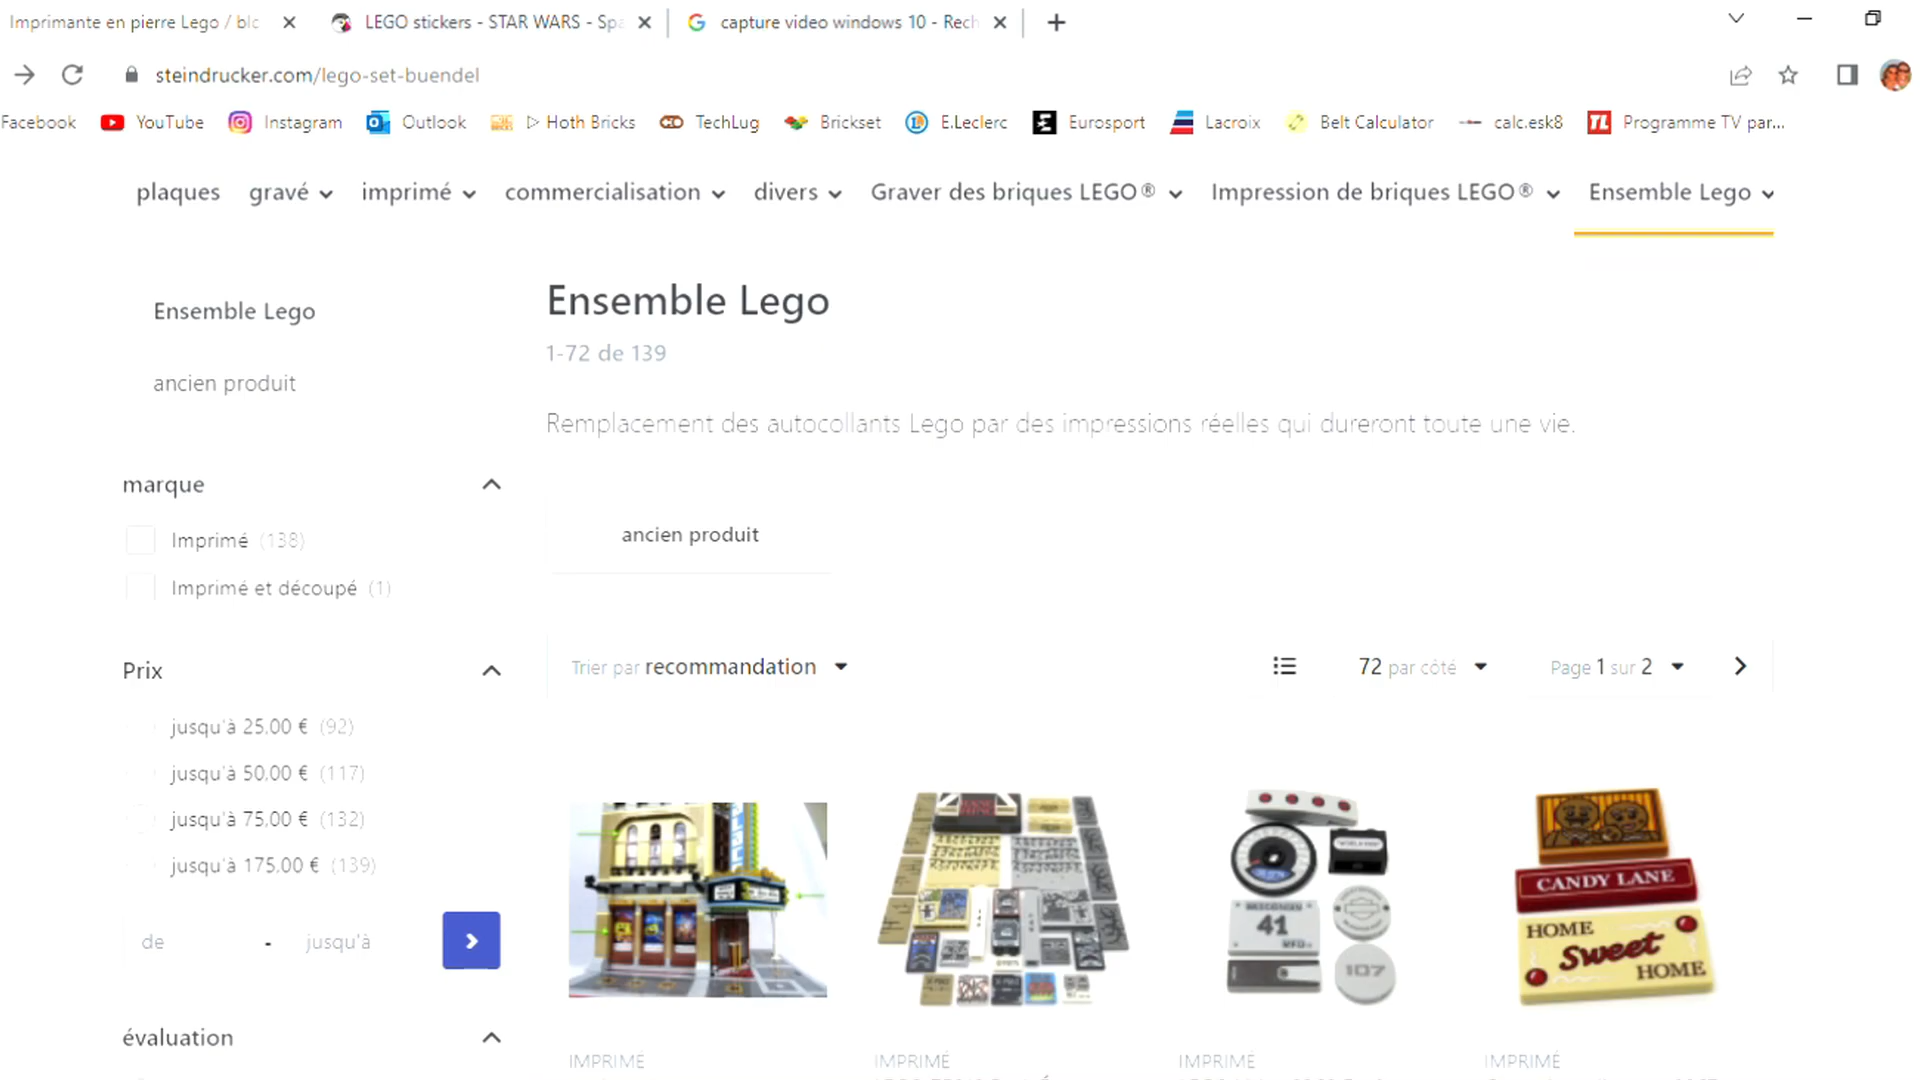 Imprimante en pierre Lego / blc
LEGO stickers - STAR WARS - Spa
capture video windows 10 - Rech
steindrucker.com/lego-set-buendel
Facebook YouTube Instagram Outlook ▷ Hoth Bricks TechLug Brickset E.Leclerc Eurosport Lacroix Belt Calculator calc.esk8 Programme TV par...
plaques gravé imprimé commercialisation divers Graver des briques LEGO® Impression de briques LEGO® Ensemble Lego
Ensemble Lego
ancien produit
marque
Imprimé (138)
Imprimé et découpé (1)
Prix
jusqu'à 25,00 € (92)
jusqu'à 50,00 € (117)
jusqu'à 75,00 € (132)
jusqu'à 175,00 € (139)
de - jusqu'à
évaluation
Ensemble Lego
1-72 de 139
Remplacement des autocollants Lego par des impressions réelles qui dureront toute une vie.
ancien produit
Trier par recommandation
72 par côté
Page 1 sur 2
41
107
CANDY LANE
HOME
Sweet
HOME
IMPRIMÉ
IMPRIMÉ
IMPRIMÉ
IMPRIMÉ